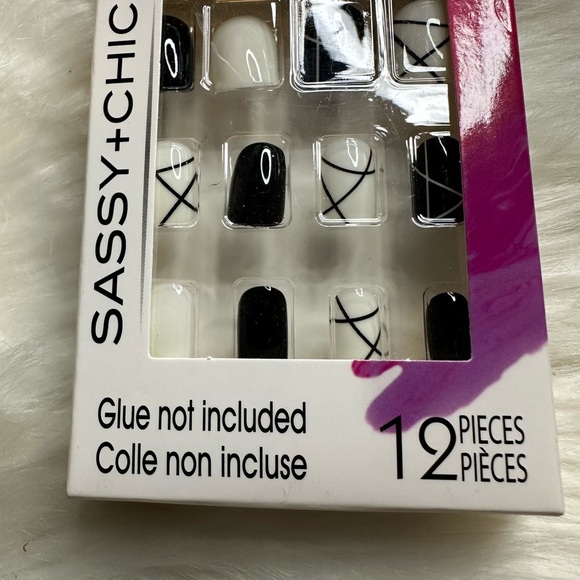 SASSY+CHIC
Glue not included
Colle non incluse
12 PIECES
PIÈCES